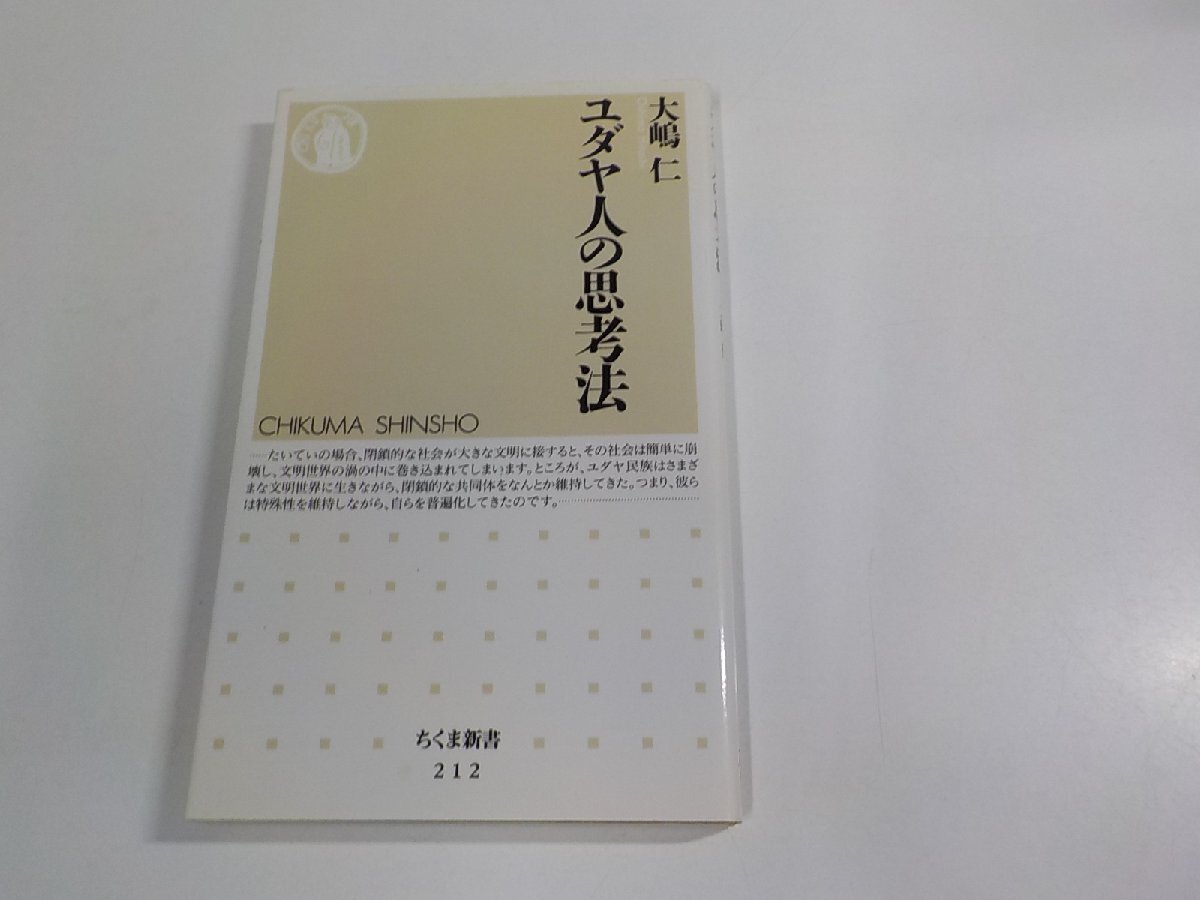 大嶋 仁
ユダヤ人の思考法
CHIKUMA SHINSHO
……たいていの場合、閉鎖的な社会が大きな文明に接すると、その社会は簡単に崩
壊し、文明世界の渦の中に巻き込まれてしまいます。ところが、ユダヤ民族はさまざ
まな文明世界に生きながら、閉鎖的な共同体をなんとか維持してきた。つまり、彼ら
は特殊性を維持しながら、自らを普遍化してきたのです。……………………
ちくま新書
212